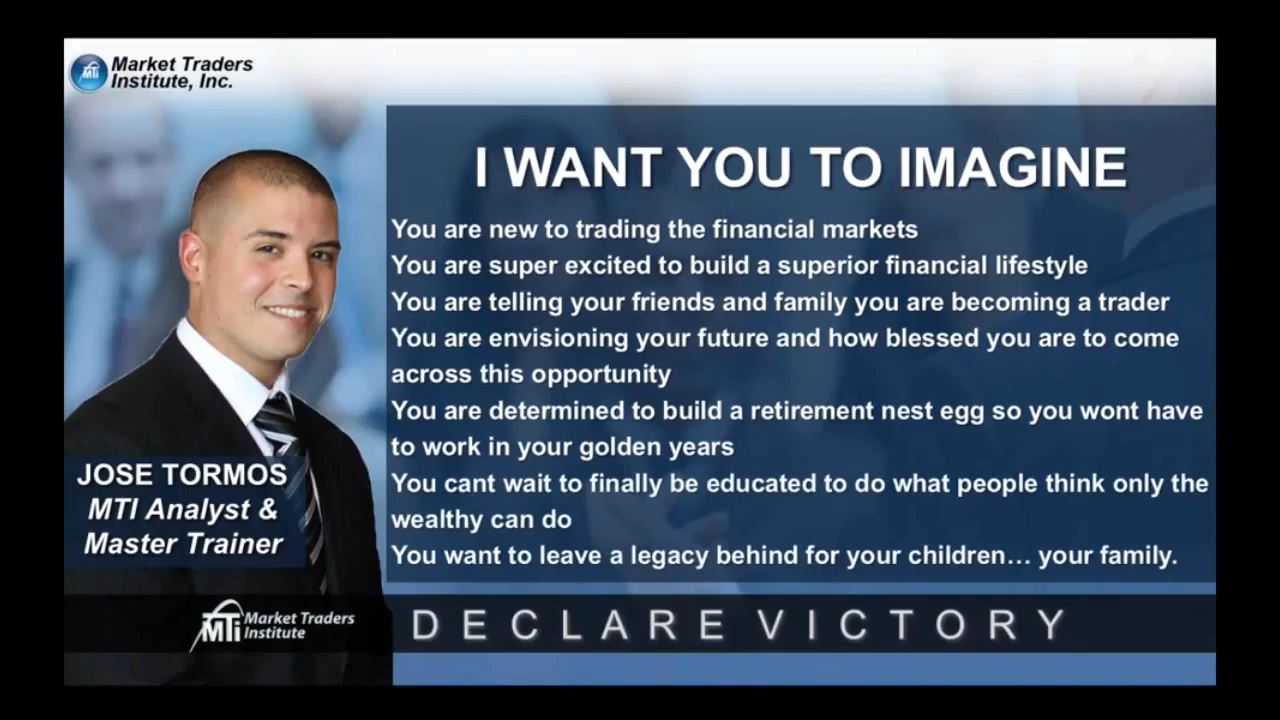 Market Traders
Institute, Inc.
MTi
I WANT YOU TO IMAGINE
You are new to trading the financial markets
You are super excited to build a superior financial lifestyle
You are telling your friends and family you are becoming a trader
You are envisioning your future and how blessed you are to come
across this opportunity
You are determined to build a retirement nest egg so you wont have
to work in your golden years
You cant wait to finally be educated to do what people think only the
wealthy can do
You want to leave a legacy behind for your children… your family.
JOSE TORMOS
MTI Analyst &
Master Trainer
MTi
Market Traders
Institute
DECLARE VICTORY